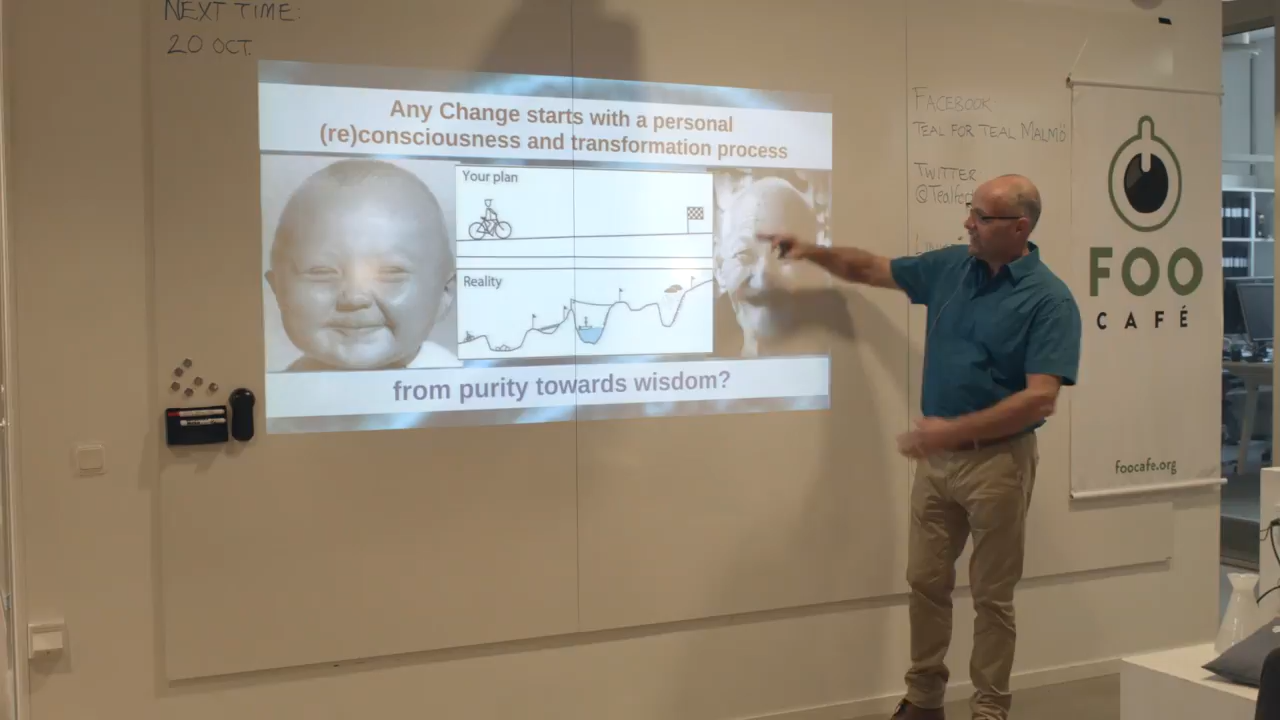 NEXT TIME:
20 OCT.
Any Change starts with a personal
(re)consciousness and transformation process
Your plan
Reality
from purity towards wisdom?
FACEBOOK
TEAL FOR TEAL MALMÖ
TWITTER
FOO
CAFÉ
foocafe.org